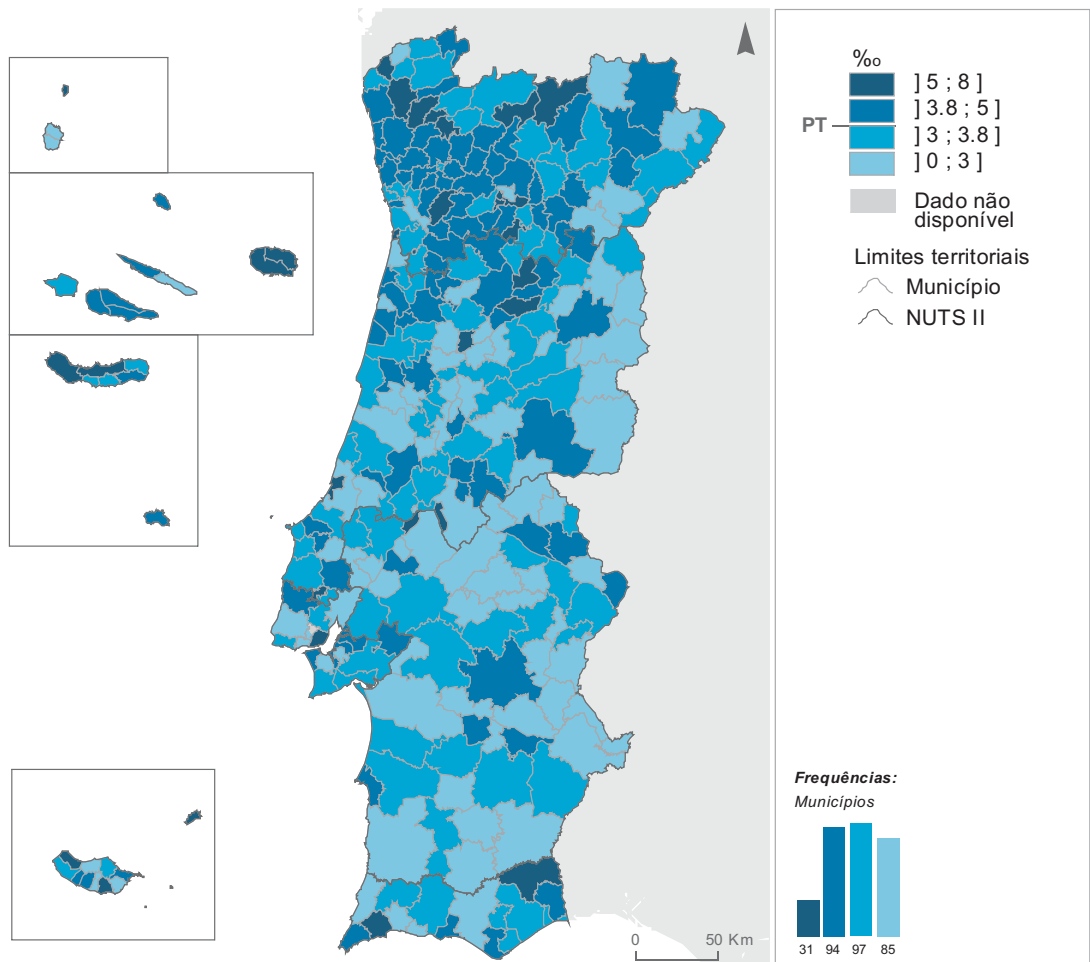 ‰
] 5 ; 8 ]
] 3.8 ; 5 ]
PT
] 3 ; 3.8 ]
] 0 ; 3 ]
Dado não
disponível
Limites territoriais
Município
NUTS II
Frequências:
Municípios
31 94 97 85
0 50 Km